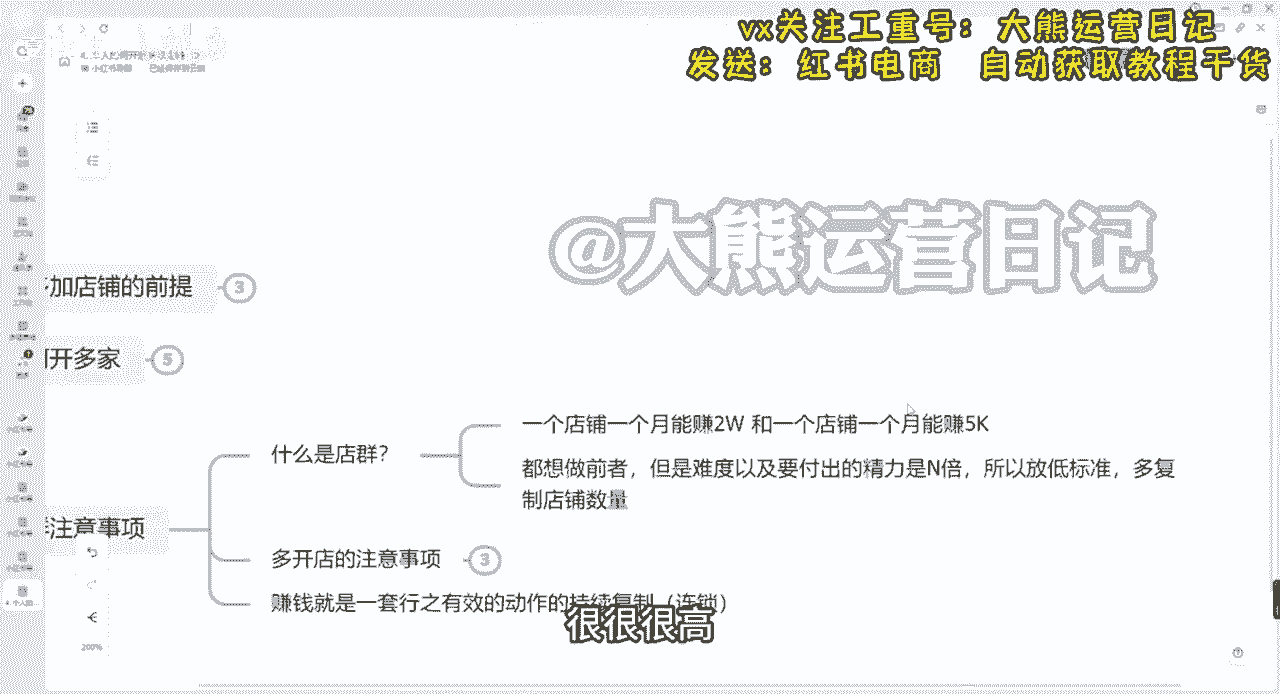 vx关注工重号：大熊运营日记
发送：红书电商 自动获取教程干货
@大熊运营日记
加店铺的前提
3
开多家
5
什么是店群？
一个店铺一个月能赚2W 和一个店铺一个月能赚5K
都想做前者，但是难度以及要付出的精力是N倍，所以放低标准，多复
制店铺数量
注意事项
多开店的注意事项
3
赚钱就是一套行之有效的动作的持续复制（连锁）
很很很高
200%